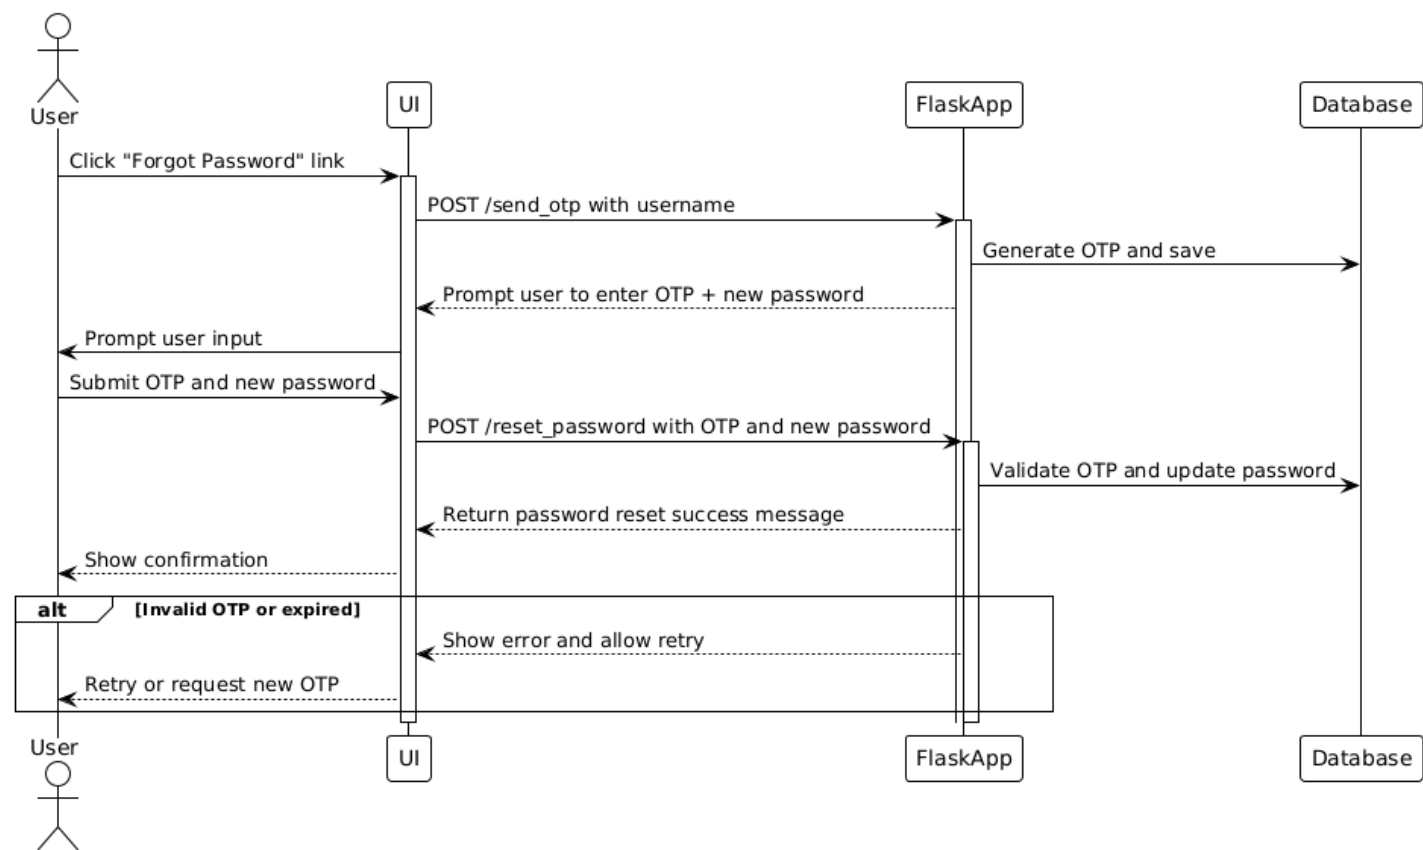 User
UI
FlaskApp
Database
Click "Forgot Password" link
POST /send_otp with username
Generate OTP and save
Prompt user to enter OTP + new password
Prompt user input
Submit OTP and new password
POST /reset_password with OTP and new password
Validate OTP and update password
Return password reset success message
Show confirmation
alt
[Invalid OTP or expired]
Show error and allow retry
Retry or request new OTP
User
UI
FlaskApp
Database